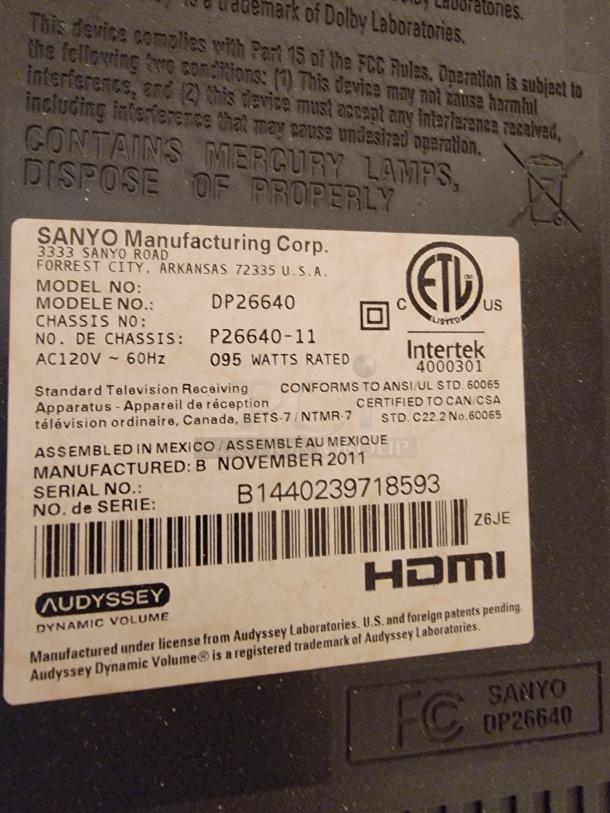 is a trademark of Dolby Laboratories.
This device complies with Part 15 of the FCC Rules. Operation is subject to
the following two conditions: (1) This device may not cause harmful
interference, and (2) this device must accept any interference received,
including interference that may cause undesired operation.
CONTAINS MERCURY LAMPS,
DISPOSE OF PROPERLY
SANYO Manufacturing Corp.
3333 SANYO ROAD
FORREST CITY, ARKANSAS 72335 U.S.A.
MODEL NO:
MODELE NO.: DP26640
CHASSIS NO:
NO. DE CHASSIS: P26640-11
AC120V ~ 60Hz 095 WATTS RATED
C ETL US
LISTED
Intertek
4000301
Standard Television Receiving CONFORMS TO ANSI/UL STD. 60065
Apparatus - Appareil de réception CERTIFIED TO CAN/CSA
télévision ordinaire, Canada, BETS-7 / NTMR-7 STD. C22.2 No.60065
ASSEMBLED IN MEXICO / ASSEMBLÉ AU MEXIQUE
MANUFACTURED: B NOVEMBER 2011
SERIAL NO.:
NO. de SERIE: B1440239718593
Z6JE
HDMI
AUDYSSEY
DYNAMIC VOLUME
Manufactured under license from Audyssey Laboratories. U.S. and foreign patents pending.
Audyssey Dynamic Volume® is a registered trademark of Audyssey Laboratories.
FC SANYO
DP26640